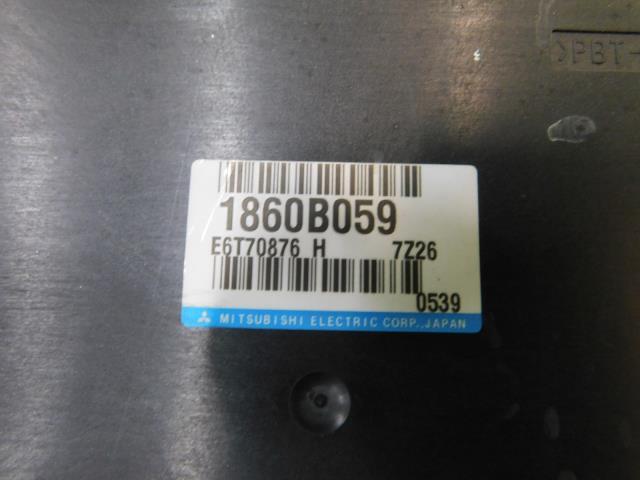 >PBT-
1860B059
E6T70876 H 7Z26
0539
MITSUBISHI ELECTRIC CORP., JAPAN